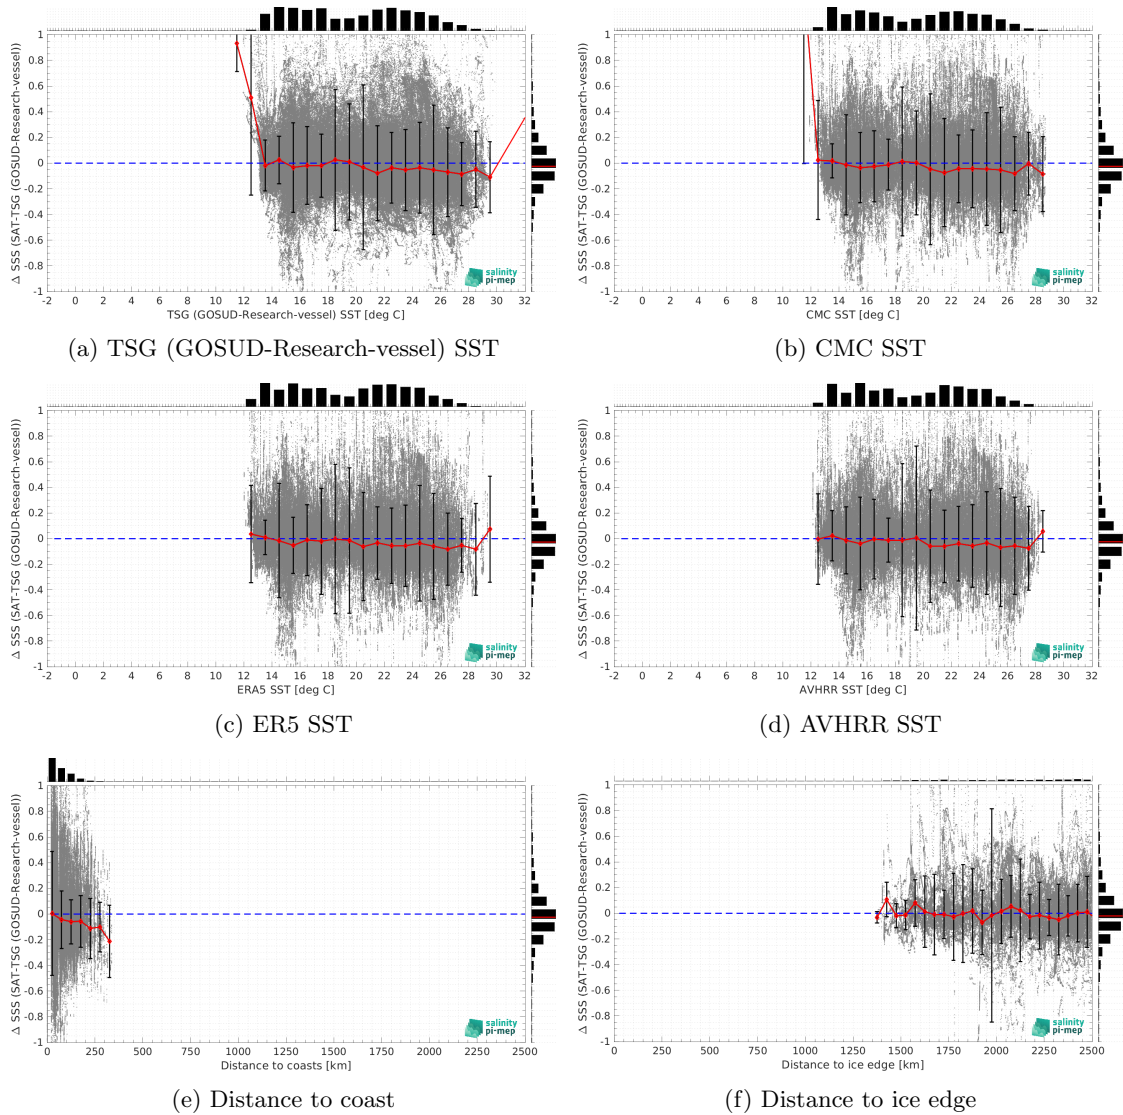 Δ SSS (SAT-TSG (GOSUD-Research-vessel))
1
0.8
0.6
0.4
0.2
0
-0.2
-0.4
-0.6
-0.8
-1
salinity
pi-mep
-2 0 2 4 6 8 10 12 14 16 18 20 22 24 26 28 30 32
TSG (GOSUD-Research-vessel) SST [deg C]
(a) TSG (GOSUD-Research-vessel) SST
Δ SSS (SAT-TSG (GOSUD-Research-vessel))
1
0.8
0.6
0.4
0.2
0
-0.2
-0.4
-0.6
-0.8
-1
salinity
pi-mep
-2 0 2 4 6 8 10 12 14 16 18 20 22 24 26 28 30 32
CMC SST [deg C]
(b) CMC SST
Δ SSS (SAT-TSG (GOSUD-Research-vessel))
1
0.8
0.6
0.4
0.2
0
-0.2
-0.4
-0.6
-0.8
-1
salinity
pi-mep
-2 0 2 4 6 8 10 12 14 16 18 20 22 24 26 28 30 32
ERA5 SST [deg C]
(c) ER5 SST
Δ SSS (SAT-TSG (GOSUD-Research-vessel))
1
0.8
0.6
0.4
0.2
0
-0.2
-0.4
-0.6
-0.8
-1
salinity
pi-mep
-2 0 2 4 6 8 10 12 14 16 18 20 22 24 26 28 30 32
AVHRR SST [deg C]
(d) AVHRR SST
Δ SSS (SAT-TSG (GOSUD-Research-vessel))
1
0.8
0.6
0.4
0.2
0
-0.2
-0.4
-0.6
-0.8
-1
salinity
pi-mep
0 250 500 750 1000 1250 1500 1750 2000 2250 2500
Distance to coasts [km]
(e) Distance to coast
Δ SSS (SAT-TSG (GOSUD-Research-vessel))
1
0.8
0.6
0.4
0.2
0
-0.2
-0.4
-0.6
-0.8
-1
salinity
pi-mep
0 250 500 750 1000 1250 1500 1750 2000 2250 2500
Distance to ice edge [km]
(f) Distance to ice edge